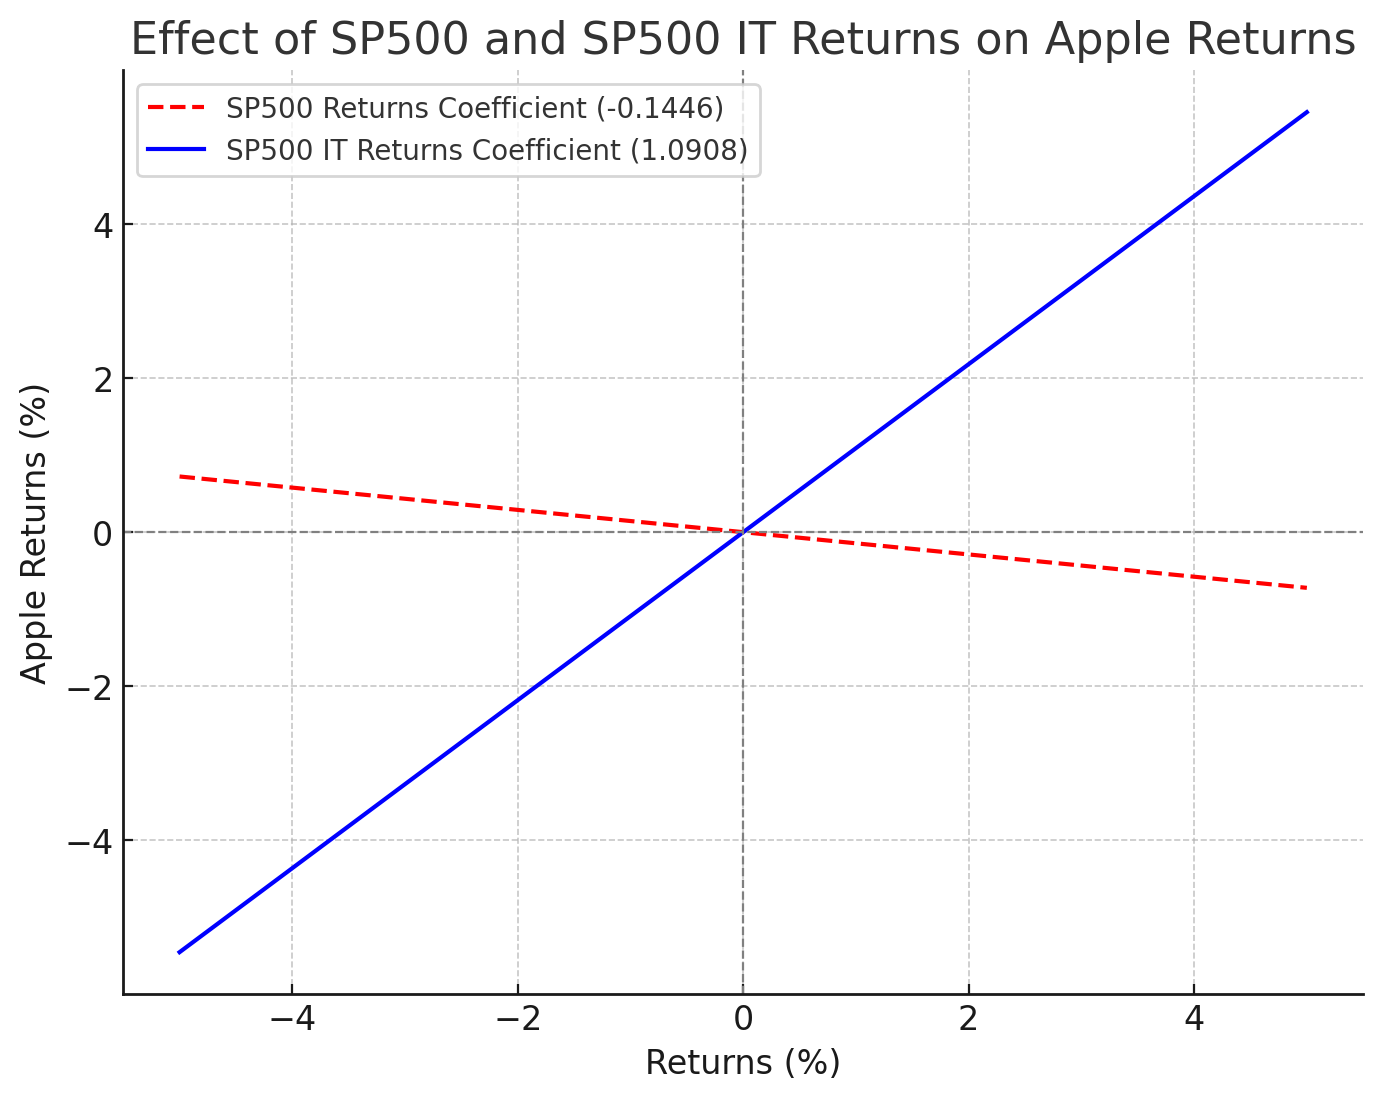 Effect of SP500 and SP500 IT Returns on Apple Returns
SP500 Returns Coefficient (-0.1446)
SP500 IT Returns Coefficient (1.0908)
Apple Returns (%)
4
2
0
−2
−4
−4 −2 0 2 4
Returns (%)